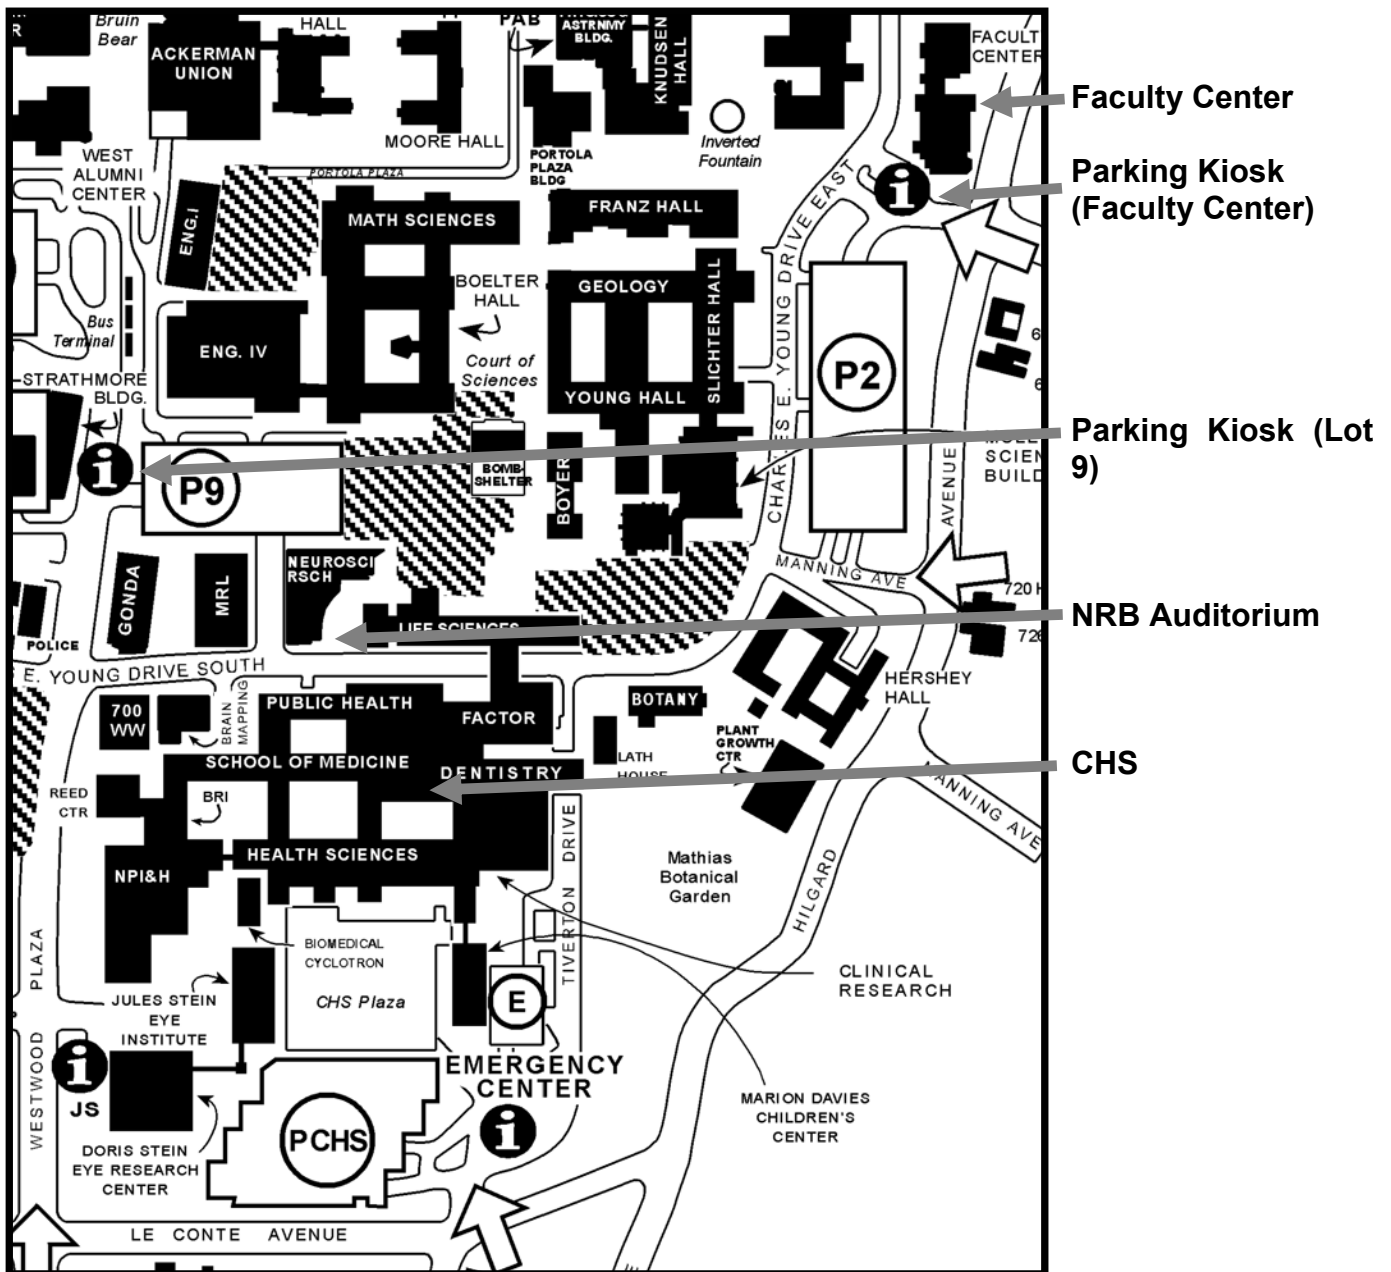 R
Bruin
Bear
HALL
PAB
ASTRNMY
BLDG.
KNUDSEN
HALL
FACULT
CENTER
ACKERMAN
UNION
MOORE HALL
Inverted
Fountain
Faculty Center
WEST
ALUMNI
CENTER
PORTOLA PLAZA
PORTOLA
PLAZA
BLDG
i
Parking Kiosk
(Faculty Center)
ENG.I
MATH SCIENCES
FRANZ HALL
CHARLES E. YOUNG DRIVE EAST
BOELTER
HALL
GEOLOGY
SLICHTER HALL
Bus
Terminal
ENG. IV
Court of
Sciences
P2
6
6
STRATHMORE
BLDG.
YOUNG HALL
i
P9
BOMB-
SHELTER
BOYER
AVENUE
MOLE
SCIEN
BUILD
Parking Kiosk (Lot
9)
GONDA
MRL
NEUROSCI
RSCH
MANNING AVE
720 H
726
POLICE
LIFE SCIENCES
NRB Auditorium
E. YOUNG DRIVE SOUTH
HERSHEY
HALL
700
WW
BRAIN
MAPPING
PUBLIC HEALTH
FACTOR
BOTANY
PLANT
GROWTH
CTR
LATH
HOUSE
SCHOOL OF MEDICINE
DENTISTRY
CHS
REED
CTR
BRI
MANNING AVE
NPI&H
HEALTH SCIENCES
TIVERTON DRIVE
Mathias
Botanical
Garden
HILGARD
BIOMEDICAL
CYCLOTRON
CHS Plaza
CLINICAL
RESEARCH
WESTWOOD PLAZA
JULES STEIN
EYE
INSTITUTE
E
EMERGENCY
CENTER
i
JS
MARION DAVIES
CHILDREN'S
CENTER
PCHS
i
DORIS STEIN
EYE RESEARCH
CENTER
LE CONTE AVENUE